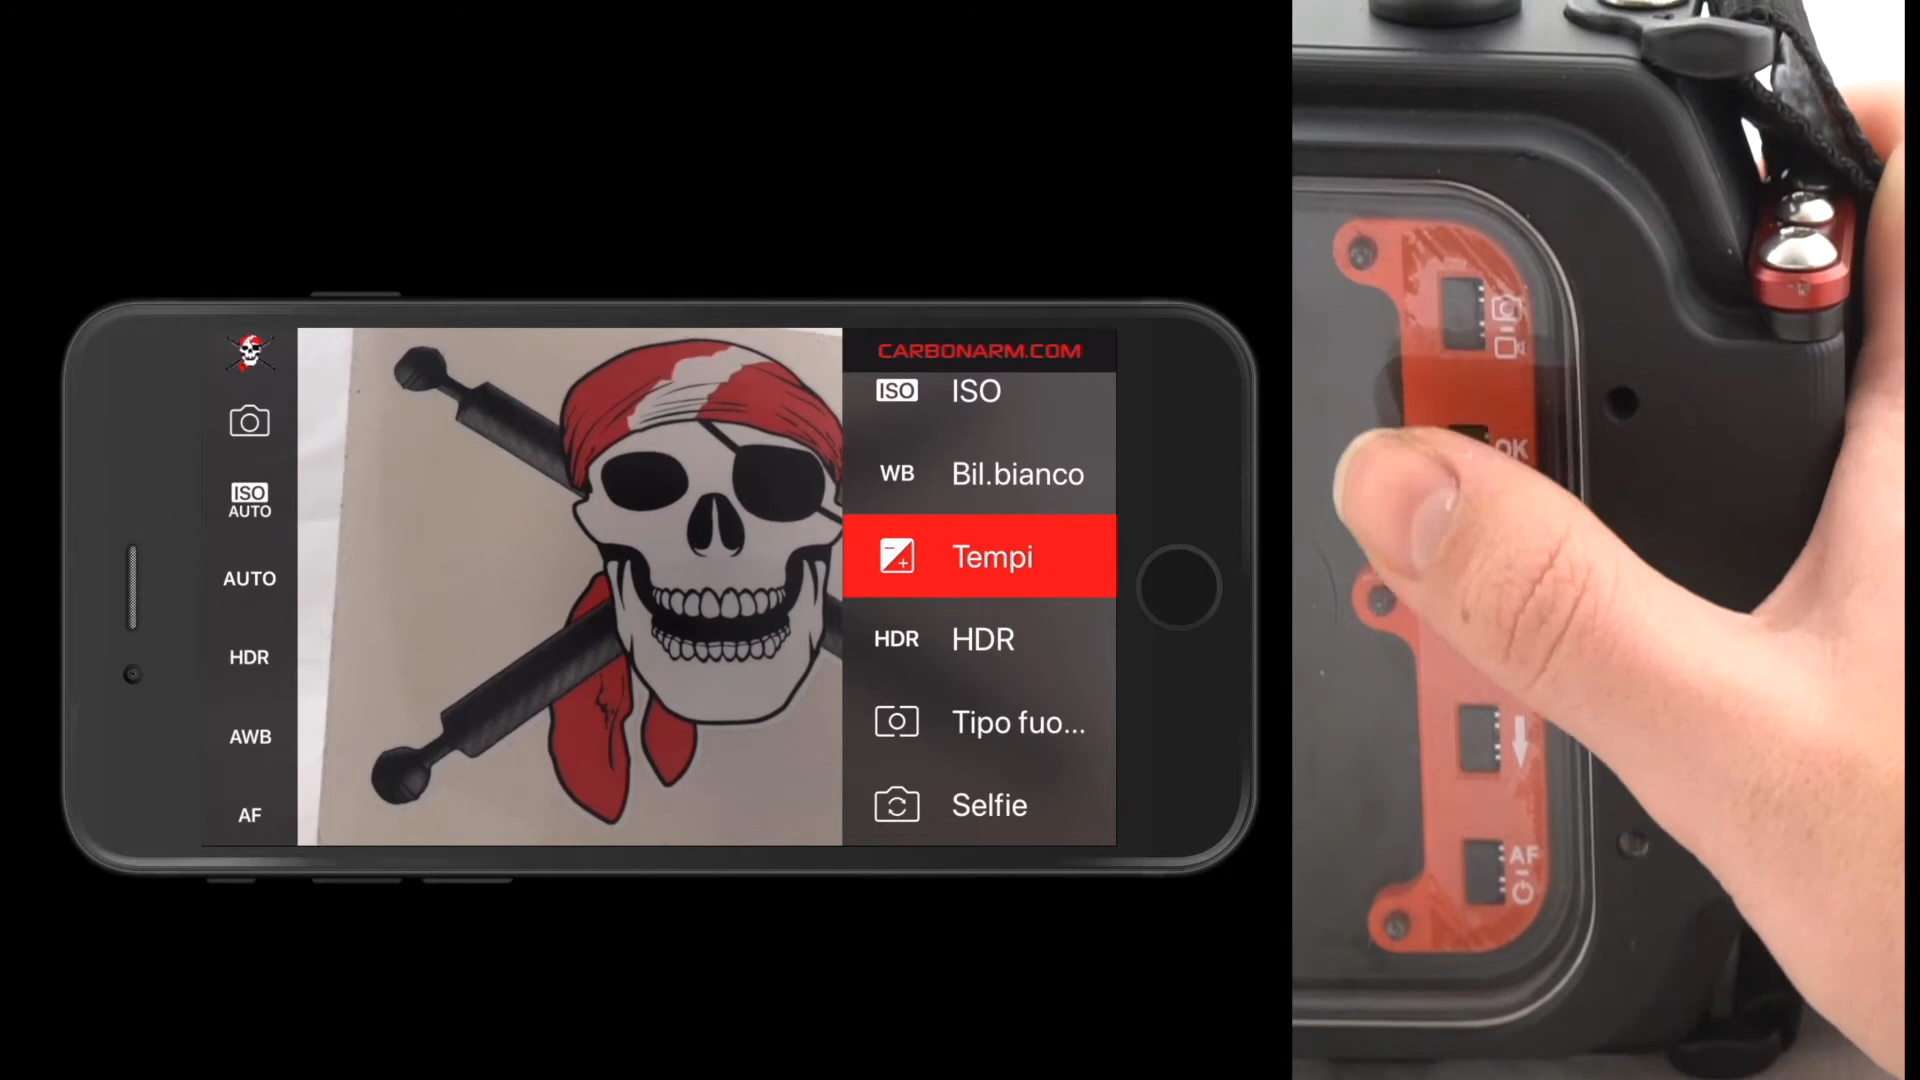 ISO
AUTO
AUTO
HDR
AWB
AF
CARBONARM.COM
ISO ISO
WB Bil.bianco
Tempi
HDR HDR
Tipo fuo...
Selfie
OK
AF